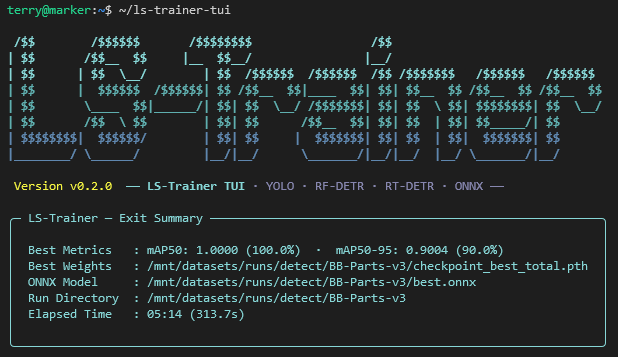 terry@marker:~$ ~/ls-trainer-tui
LS-Trainer
Version v0.2.0 —— LS-Trainer TUI · YOLO · RF-DETR · RT-DETR · ONNX ——
LS-Trainer — Exit Summary
Best Metrics : mAP50: 1.0000 (100.0%) · mAP50-95: 0.9004 (90.0%)
Best Weights : /mnt/datasets/runs/detect/BB-Parts-v3/checkpoint_best_total.pth
ONNX Model : /mnt/datasets/runs/detect/BB-Parts-v3/best.onnx
Run Directory : /mnt/datasets/runs/detect/BB-Parts-v3
Elapsed Time : 05:14 (313.7s)